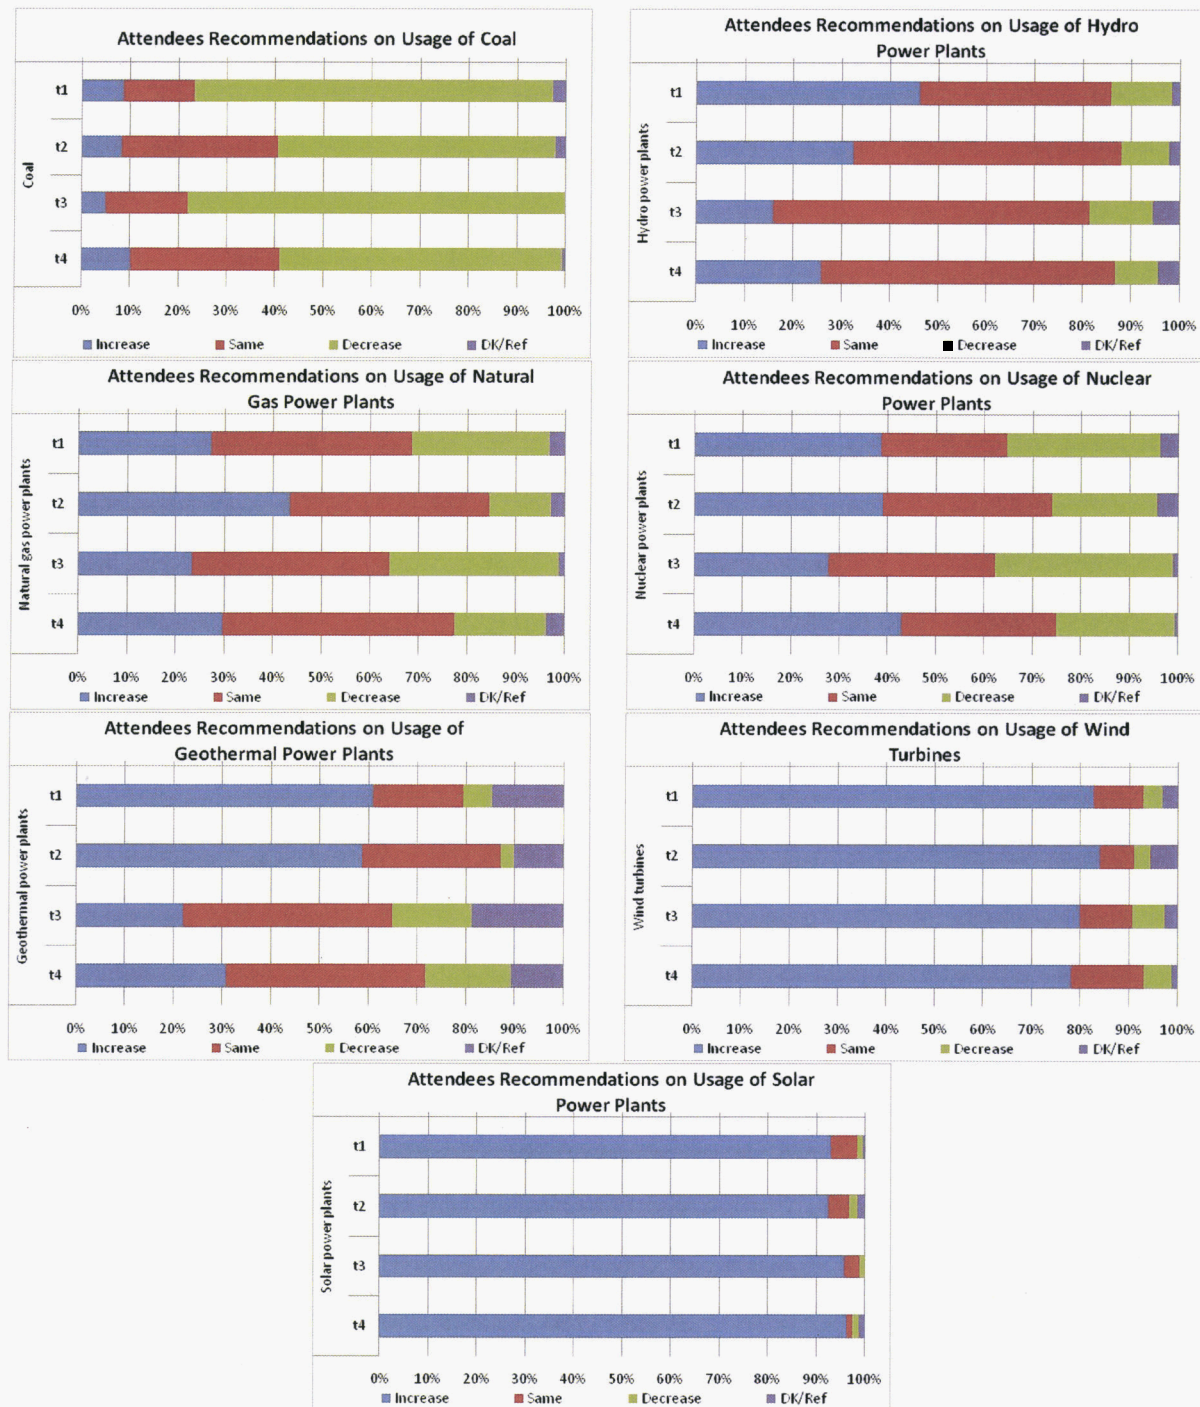 Attendees Recommendations on Usage of Coal
Coal
t1
t2
t3
t4
0% 10% 20% 30% 40% 50% 60% 70% 80% 90% 100%
Increase Same Decrease DK/Ref
Attendees Recommendations on Usage of Hydro
Power Plants
Hydro power plants
t1
t2
t3
t4
0% 10% 20% 30% 40% 50% 60% 70% 80% 90% 100%
Increase Same Decrease DK/Ref
Attendees Recommendations on Usage of Natural
Gas Power Plants
Natural gas power plants
t1
t2
t3
t4
0% 10% 20% 30% 40% 50% 60% 70% 80% 90% 100%
Increase Same Decrease DK/Ref
Attendees Recommendations on Usage of Nuclear
Power Plants
Nuclear power plants
t1
t2
t3
t4
0% 10% 20% 30% 40% 50% 60% 70% 80% 90% 100%
Increase Same Decrease DK/Ref
Attendees Recommendations on Usage of
Geothermal Power Plants
Geothermal power plants
t1
t2
t3
t4
0% 10% 20% 30% 40% 50% 60% 70% 80% 90% 100%
Increase Same Decrease DK/Ref
Attendees Recommendations on Usage of Wind
Turbines
Wind turbines
t1
t2
t3
t4
0% 10% 20% 30% 40% 50% 60% 70% 80% 90% 100%
Increase Same Decrease DK/Ref
Attendees Recommendations on Usage of Solar
Power Plants
Solar power plants
t1
t2
t3
t4
0% 10% 20% 30% 40% 50% 60% 70% 80% 90% 100%
Increase Same Decrease DK/Ref